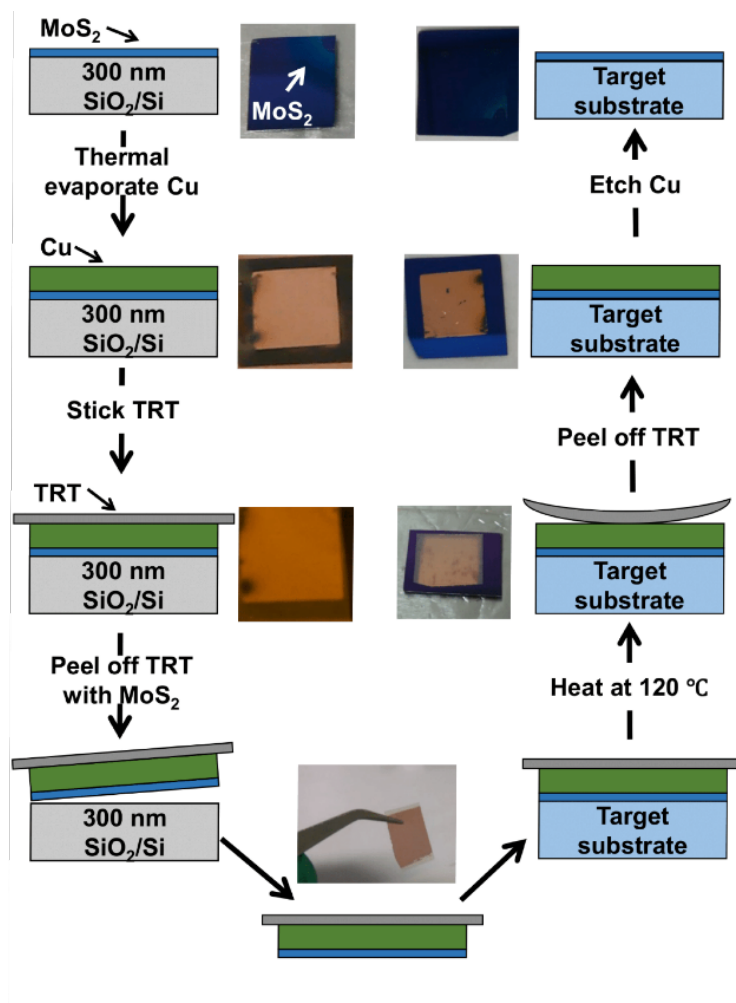 MoS₂
300 nm
SiO₂/Si
MoS₂
Thermal
evaporate Cu
Cu
300 nm
SiO₂/Si
Stick TRT
TRT
300 nm
SiO₂/Si
Peel off TRT
with MoS₂
300 nm
SiO₂/Si
Target
substrate
Heat at 120 ℃
Target
substrate
Peel off TRT
Target
substrate
Etch Cu
Target
substrate